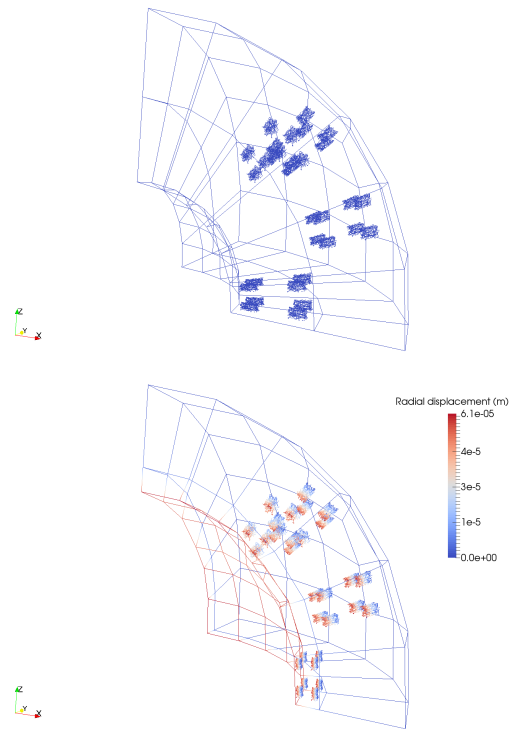 Z
Y
X
Radial displacement (m)
6.1e-05
4e-5
3e-5
1e-5
0.0e+00
Z
Y
X